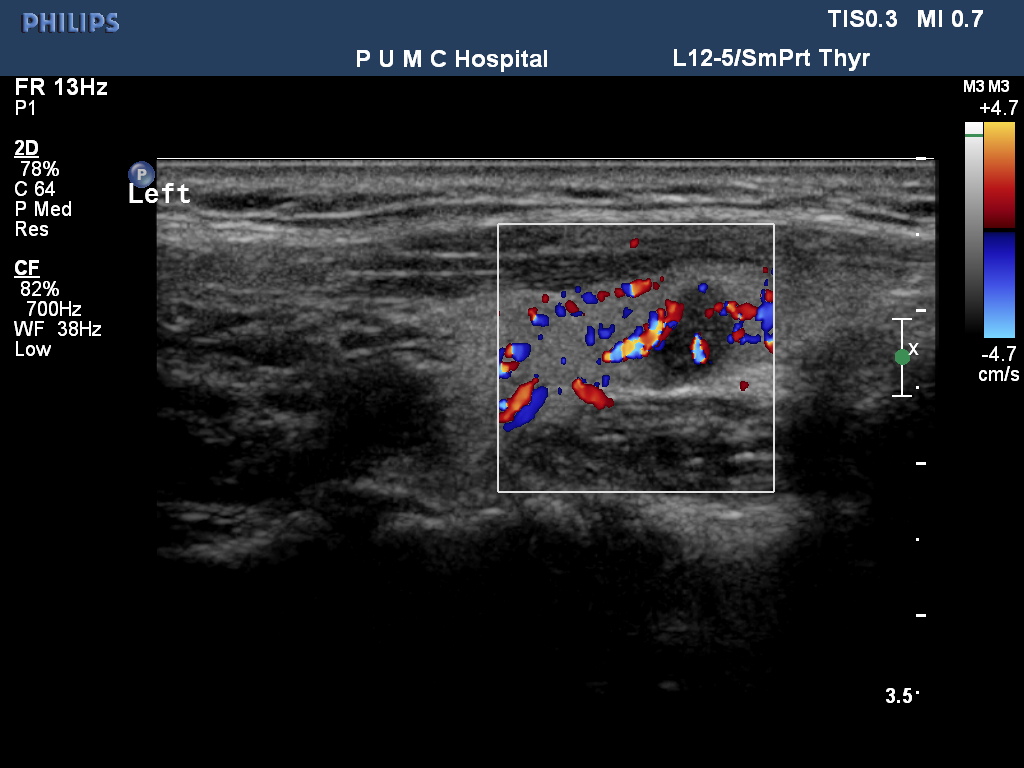 PHILIPS
TIS0.3 MI 0.7
P U M C Hospital
L12-5/SmPrt Thyr
FR 13Hz
P1
2D
78%
C 64
P Med
Res
CF
82%
700Hz
WF 38Hz
Low
P
Left
M3 M3
+4.7
-4.7
cm/s
x
3.5